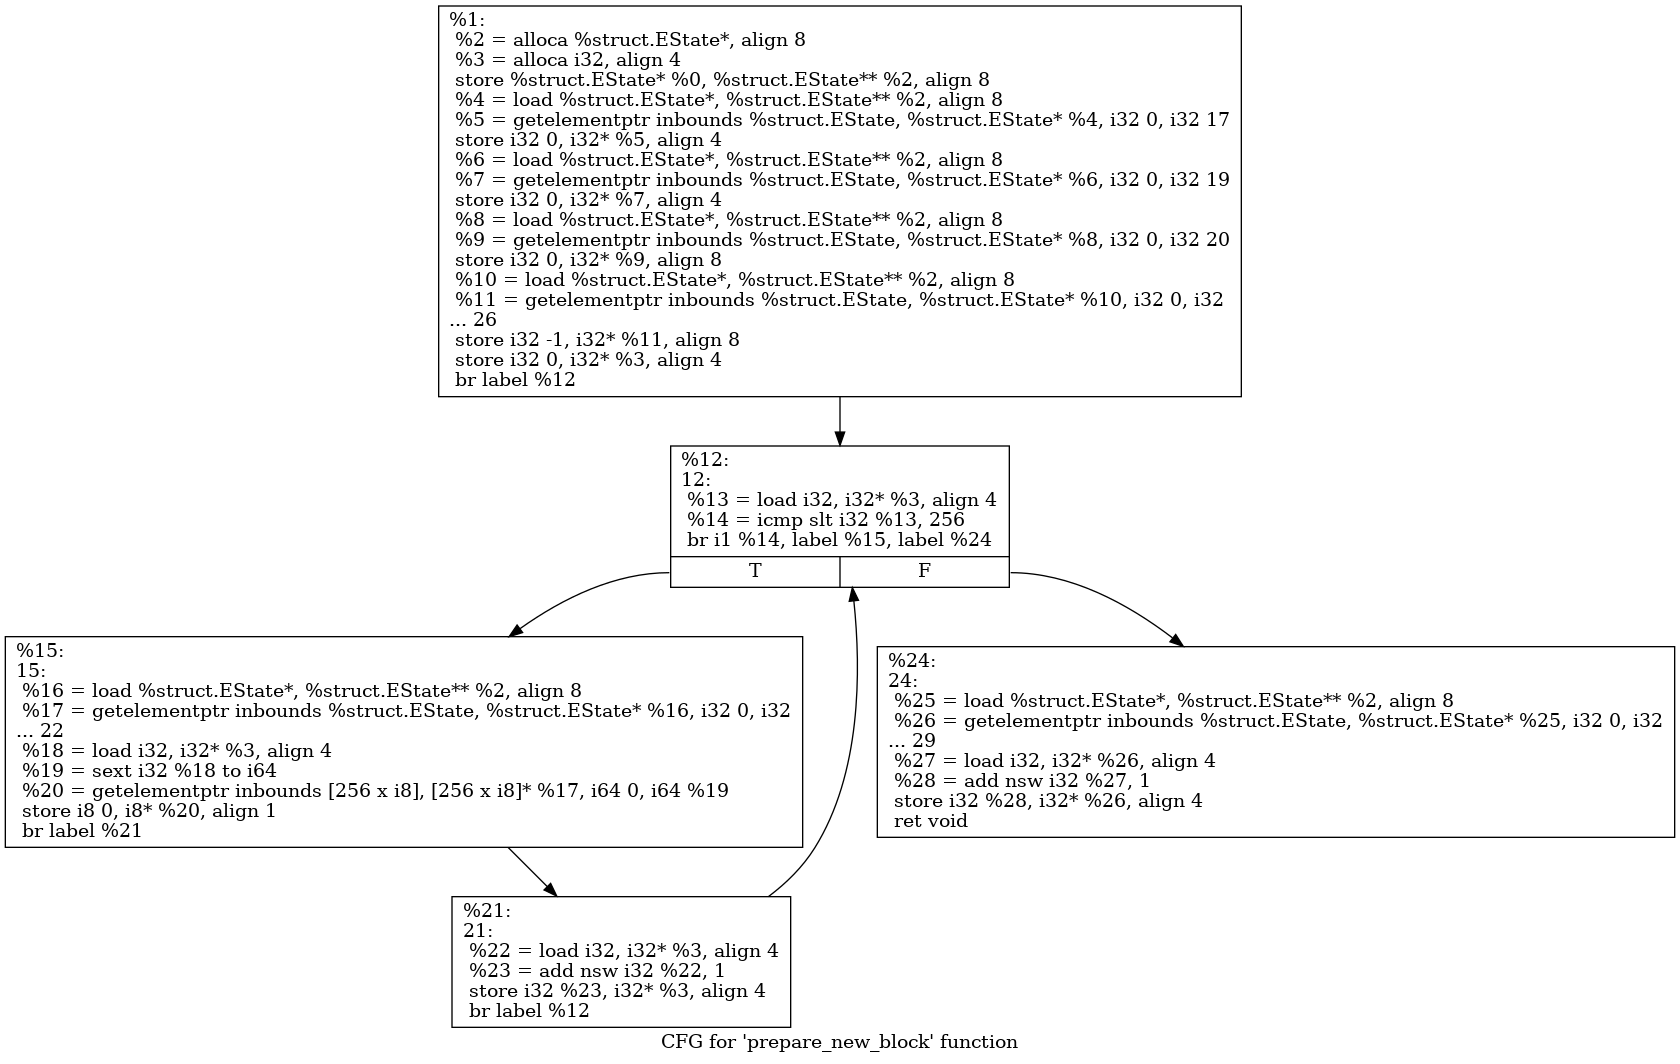 %1:
%2 = alloca %struct.EState*, align 8
%3 = alloca i32, align 4
store %struct.EState* %0, %struct.EState** %2, align 8
%4 = load %struct.EState*, %struct.EState** %2, align 8
%5 = getelementptr inbounds %struct.EState, %struct.EState* %4, i32 0, i32 17
store i32 0, i32* %5, align 4
%6 = load %struct.EState*, %struct.EState** %2, align 8
%7 = getelementptr inbounds %struct.EState, %struct.EState* %6, i32 0, i32 19
store i32 0, i32* %7, align 4
%8 = load %struct.EState*, %struct.EState** %2, align 8
%9 = getelementptr inbounds %struct.EState, %struct.EState* %8, i32 0, i32 20
store i32 0, i32* %9, align 8
%10 = load %struct.EState*, %struct.EState** %2, align 8
%11 = getelementptr inbounds %struct.EState, %struct.EState* %10, i32 0, i32
... 26
store i32 -1, i32* %11, align 8
store i32 0, i32* %3, align 4
br label %12
%12:
12:
%13 = load i32, i32* %3, align 4
%14 = icmp slt i32 %13, 256
br i1 %14, label %15, label %24
T
F
%15:
15:
%16 = load %struct.EState*, %struct.EState** %2, align 8
%17 = getelementptr inbounds %struct.EState, %struct.EState* %16, i32 0, i32
... 22
%18 = load i32, i32* %3, align 4
%19 = sext i32 %18 to i64
%20 = getelementptr inbounds [256 x i8], [256 x i8]* %17, i64 0, i64 %19
store i8 0, i8* %20, align 1
br label %21
%24:
24:
%25 = load %struct.EState*, %struct.EState** %2, align 8
%26 = getelementptr inbounds %struct.EState, %struct.EState* %25, i32 0, i32
... 29
%27 = load i32, i32* %26, align 4
%28 = add nsw i32 %27, 1
store i32 %28, i32* %26, align 4
ret void
%21:
21:
%22 = load i32, i32* %3, align 4
%23 = add nsw i32 %22, 1
store i32 %23, i32* %3, align 4
br label %12
CFG for 'prepare_new_block' function